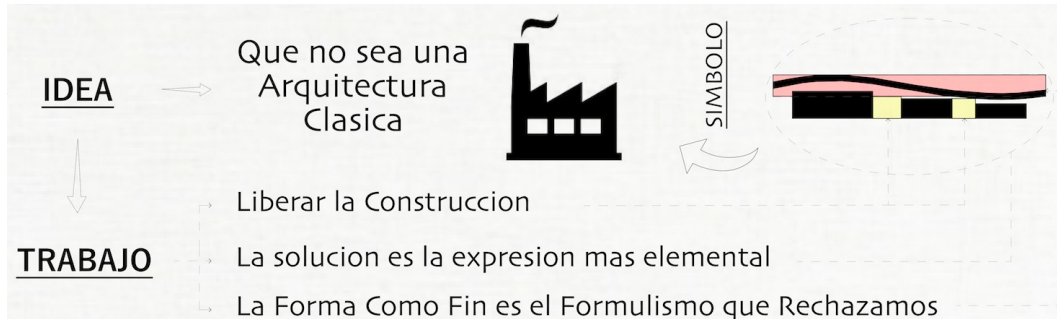 IDEA
Que no sea una
Arquitectura
Clasica
SIMBOLO
Liberar la Construccion
TRABAJO
La solucion es la expresion mas elemental
La Forma Como Fin es el Formulismo que Rechazamos